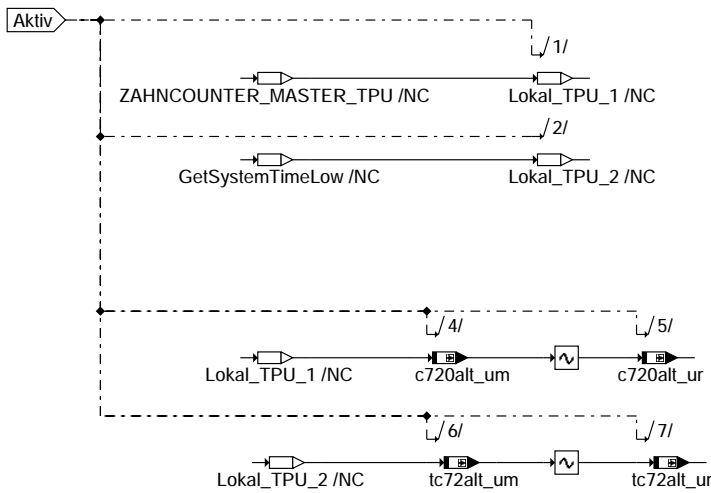 Aktiv
/1/
ZAHNCOUNTER_MASTER_TPU /NC Lokal_TPU_1 /NC
/2/
GetSystemTimeLow /NC Lokal_TPU_2 /NC
/4/ /5/
Lokal_TPU_1 /NC c720alt_um c720alt_ur
/6/ /7/
Lokal_TPU_2 /NC tc72alt_um tc72alt_ur